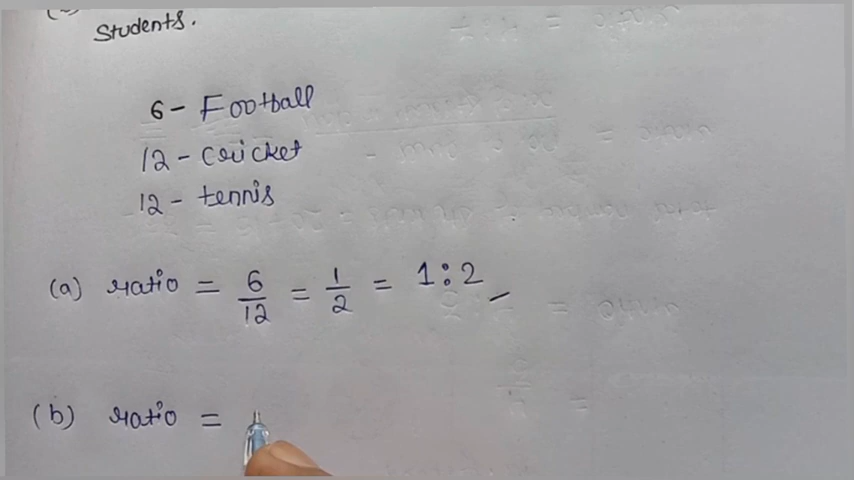 Students.
6 - Football
12 - cricket
12 - tennis
(a) ratio = 6/12 = 1/2 = 1:2
(b) ratio =